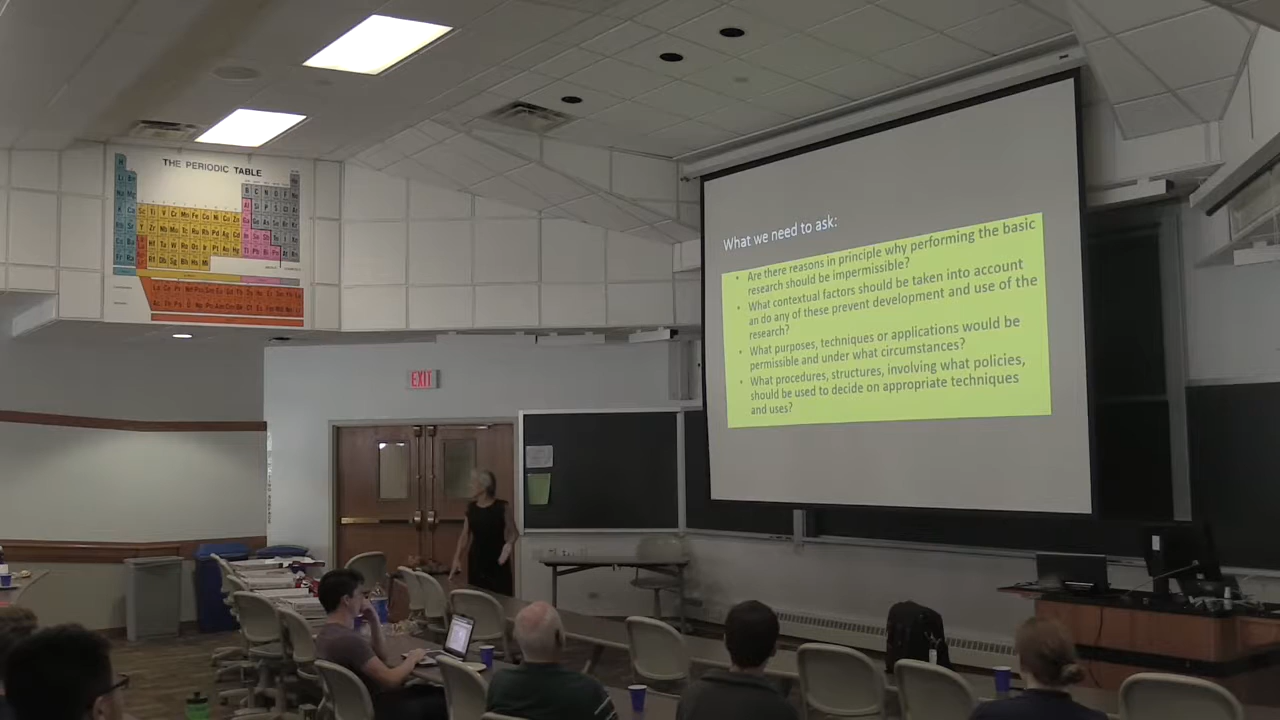 THE PERIODIC TABLE
EXIT
What we need to ask:
• Are there reasons in principle why performing the basic
research should be impermissible?
• What contextual factors should be taken into account
an do any of these prevent development and use of the
research?
• What purposes, techniques or applications would be
permissible and under what circumstances?
• What procedures, structures, involving what policies,
should be used to decide on appropriate techniques
and uses?